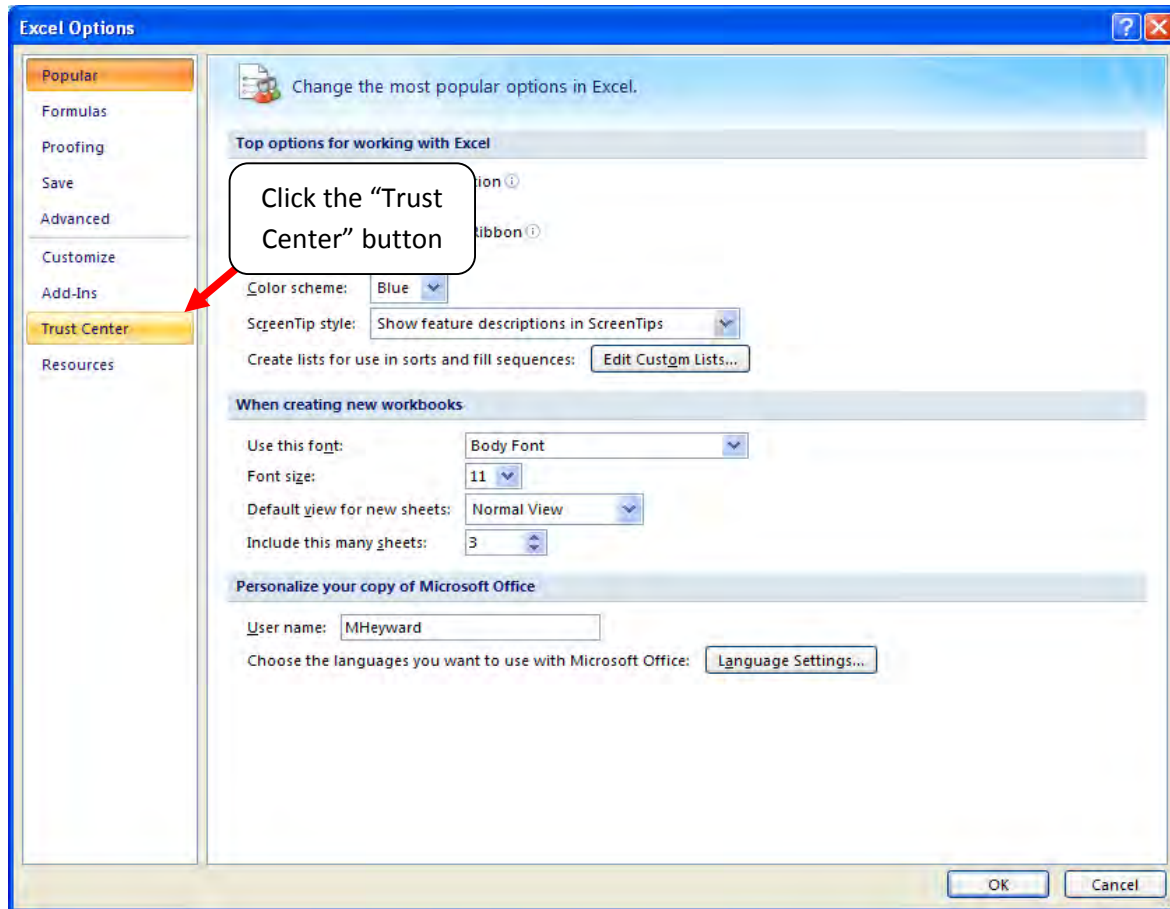 Excel Options
Popular
Formulas
Proofing
Save
Advanced
Customize
Add-Ins
Trust Center
Resources
Change the most popular options in Excel.
Top options for working with Excel
Click the “Trust
Center” button
Color scheme: Blue
ScreenTip style: Show feature descriptions in ScreenTips
Create lists for use in sorts and fill sequences: Edit Custom Lists...
When creating new workbooks
Use this font: Body Font
Font size: 11
Default view for new sheets: Normal View
Include this many sheets: 3
Personalize your copy of Microsoft Office
User name: MHeyward
Choose the languages you want to use with Microsoft Office: Language Settings...
OK Cancel